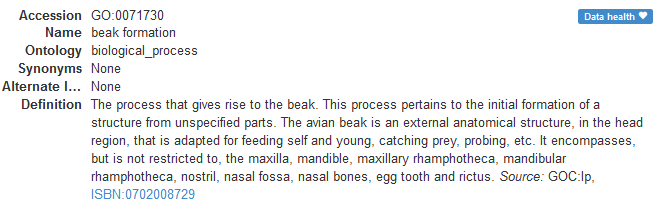 Accession GO:0071730
Data health
Name beak formation
Ontology biological_process
Synonyms None
Alternate I... None
Definition The process that gives rise to the beak. This process pertains to the initial formation of a
structure from unspecified parts. The avian beak is an external anatomical structure, in the head
region, that is adapted for feeding self and young, catching prey, probing, etc. It encompasses,
but is not restricted to, the maxilla, mandible, maxillary rhamphotheca, mandibular
rhamphotheca, nostril, nasal fossa, nasal bones, egg tooth and rictus. Source: GOC:lp,
ISBN:0702008729